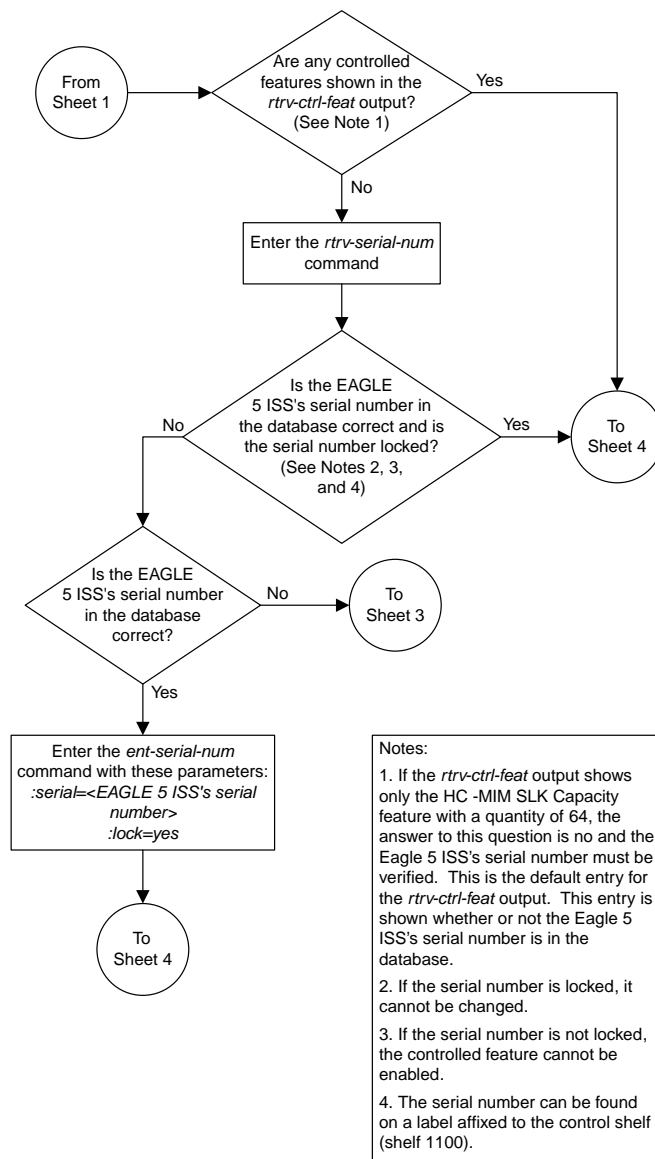 From
Sheet 1
Are any controlled
features shown in the
rtrv-ctrl-feat output?
(See Note 1)
Yes
No
Enter the rtrv-serial-num
command
Is the EAGLE
5 ISS's serial number in
the database correct and is
the serial number locked?
(See Notes 2, 3,
and 4)
No
Yes
To
Sheet 4
Is the EAGLE
5 ISS's serial number
in the database
correct?
No
To
Sheet 3
Yes
Enter the ent-serial-num
command with these parameters:
:serial=<EAGLE 5 ISS's serial
number>
:lock=yes
To
Sheet 4
Notes:
1. If the rtrv-ctrl-feat output shows
only the HC -MIM SLK Capacity
feature with a quantity of 64, the
answer to this question is no and the
Eagle 5 ISS's serial number must be
verified.  This is the default entry for
the rtrv-ctrl-feat output.  This entry is
shown whether or not the Eagle 5
ISS's serial number is in the
database.
2. If the serial number is locked, it
cannot be changed.
3. If the serial number is not locked,
the controlled feature cannot be
enabled.
4. The serial number can be found
on a label affixed to the control shelf
(shelf 1100).